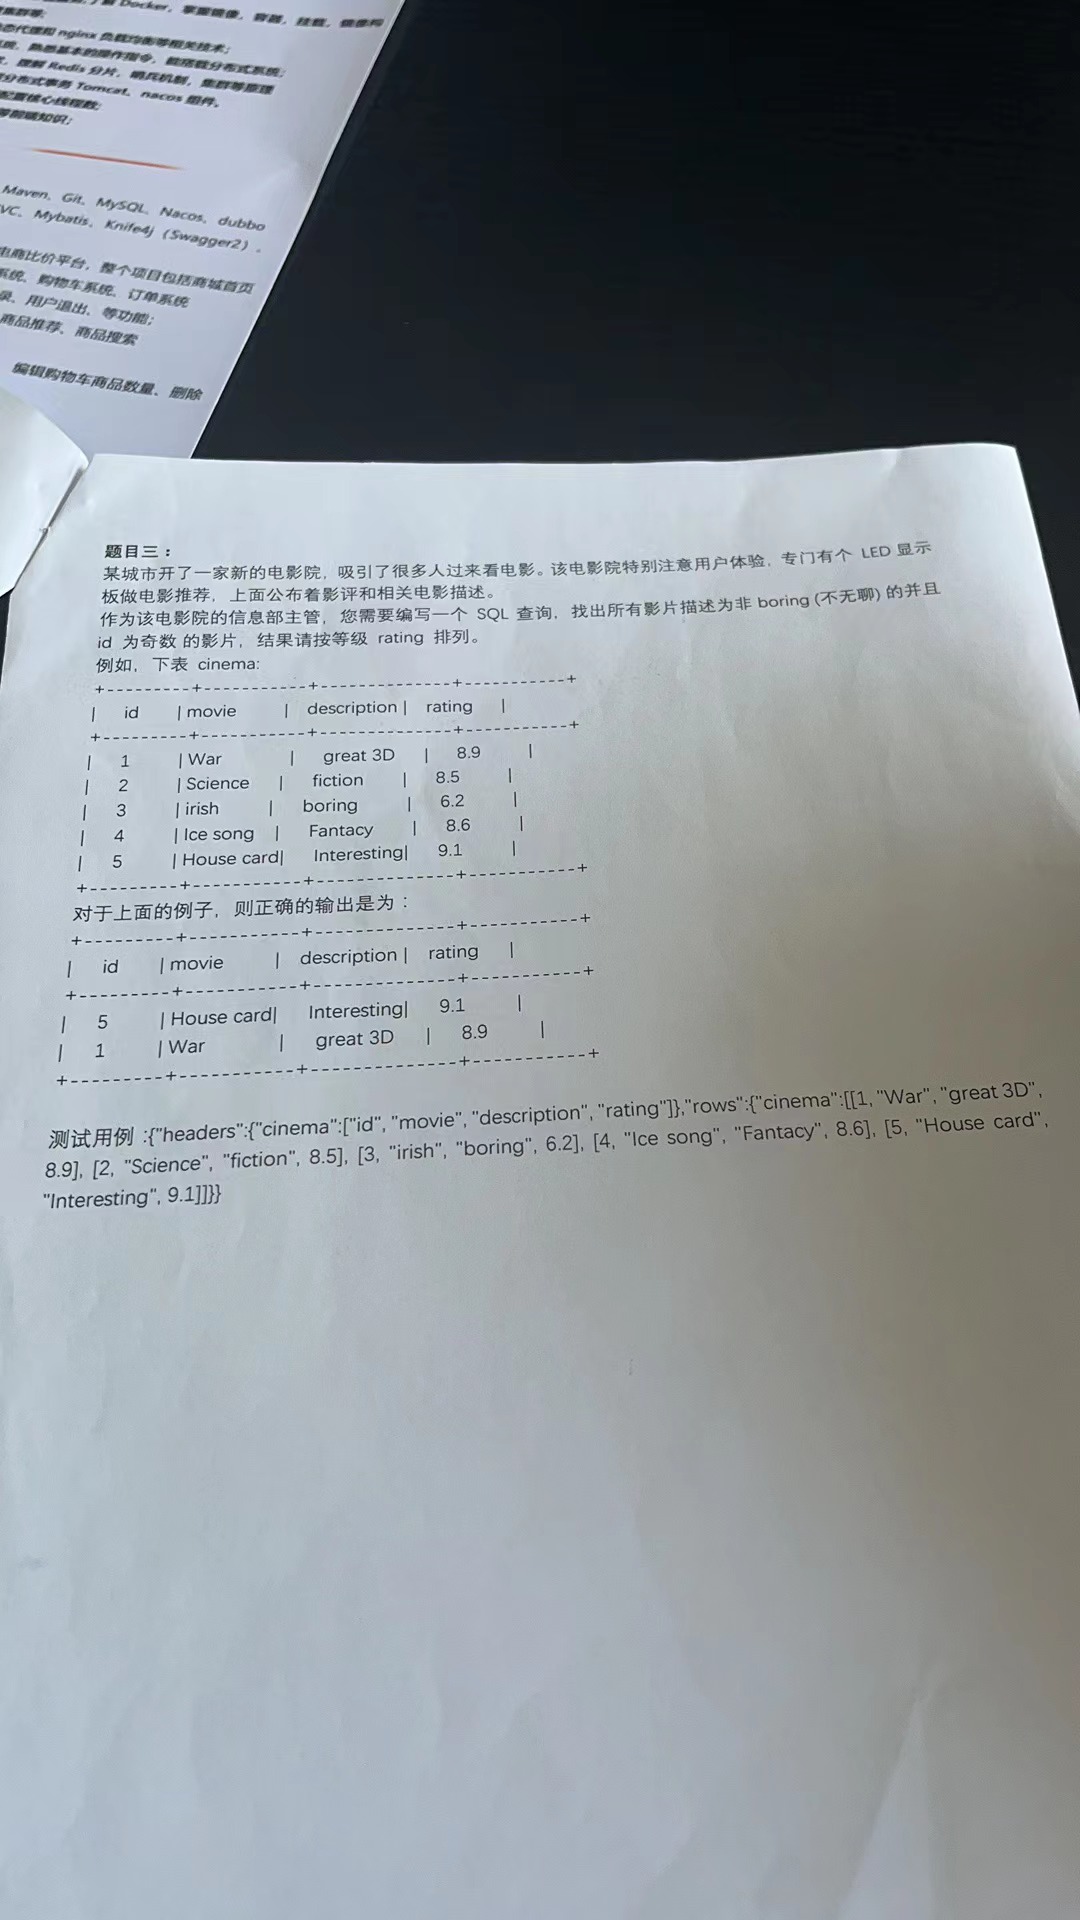 Docker，掌握镜像，容器，挂载，镜像构
集群等；
态代理和 nginx 负载均衡等相关技术；
统，熟悉基本的操作指令，能搭载分布式系统；
，理解 Redis 分片，哨兵机制，集群等原理
分布式事务 Tomcat，nacos 组件。
配置核心线程数；
等前端知识；
Maven、Git、MySQL、Nacos、dubbo
VC、Mybatis、Knife4j（Swagger2）、
电商比价平台，整个项目包括商城首页
系统、购物车系统、订单系统
录、用户退出、等功能；
商品推荐、商品搜索
编辑购物车商品数量、删除
题目三：
某城市开了一家新的电影院，吸引了很多人过来看电影。该电影院特别注意用户体验，专门有个 LED 显示
板做电影推荐，上面公布着影评和相关电影描述。
作为该电影院的信息部主管，您需要编写一个 SQL 查询，找出所有影片描述为非 boring (不无聊) 的并且
id 为奇数 的影片，结果请按等级 rating 排列。
例如，下表 cinema:
+---------+-----------+--------------+-----------+
| id | movie | description | rating |
+---------+-----------+--------------+-----------+
| 1 | War | great 3D | 8.9 |
| 2 | Science | fiction | 8.5 |
| 3 | irish | boring | 6.2 |
| 4 | Ice song | Fantacy | 8.6 |
| 5 | House card| Interesting| 9.1 |
+---------+-----------+--------------+-----------+
对于上面的例子，则正确的输出是为：
+---------+-----------+--------------+-----------+
| id | movie | description | rating |
+---------+-----------+--------------+-----------+
| 5 | House card| Interesting| 9.1 |
| 1 | War | great 3D | 8.9 |
+---------+-----------+--------------+-----------+
测试用例 :{"headers":{"cinema":["id", "movie", "description", "rating"]},"rows":{"cinema":[[1, "War", "great 3D",
8.9], [2, "Science", "fiction", 8.5], [3, "irish", "boring", 6.2], [4, "Ice song", "Fantacy", 8.6], [5, "House card",
"Interesting", 9.1]]}}